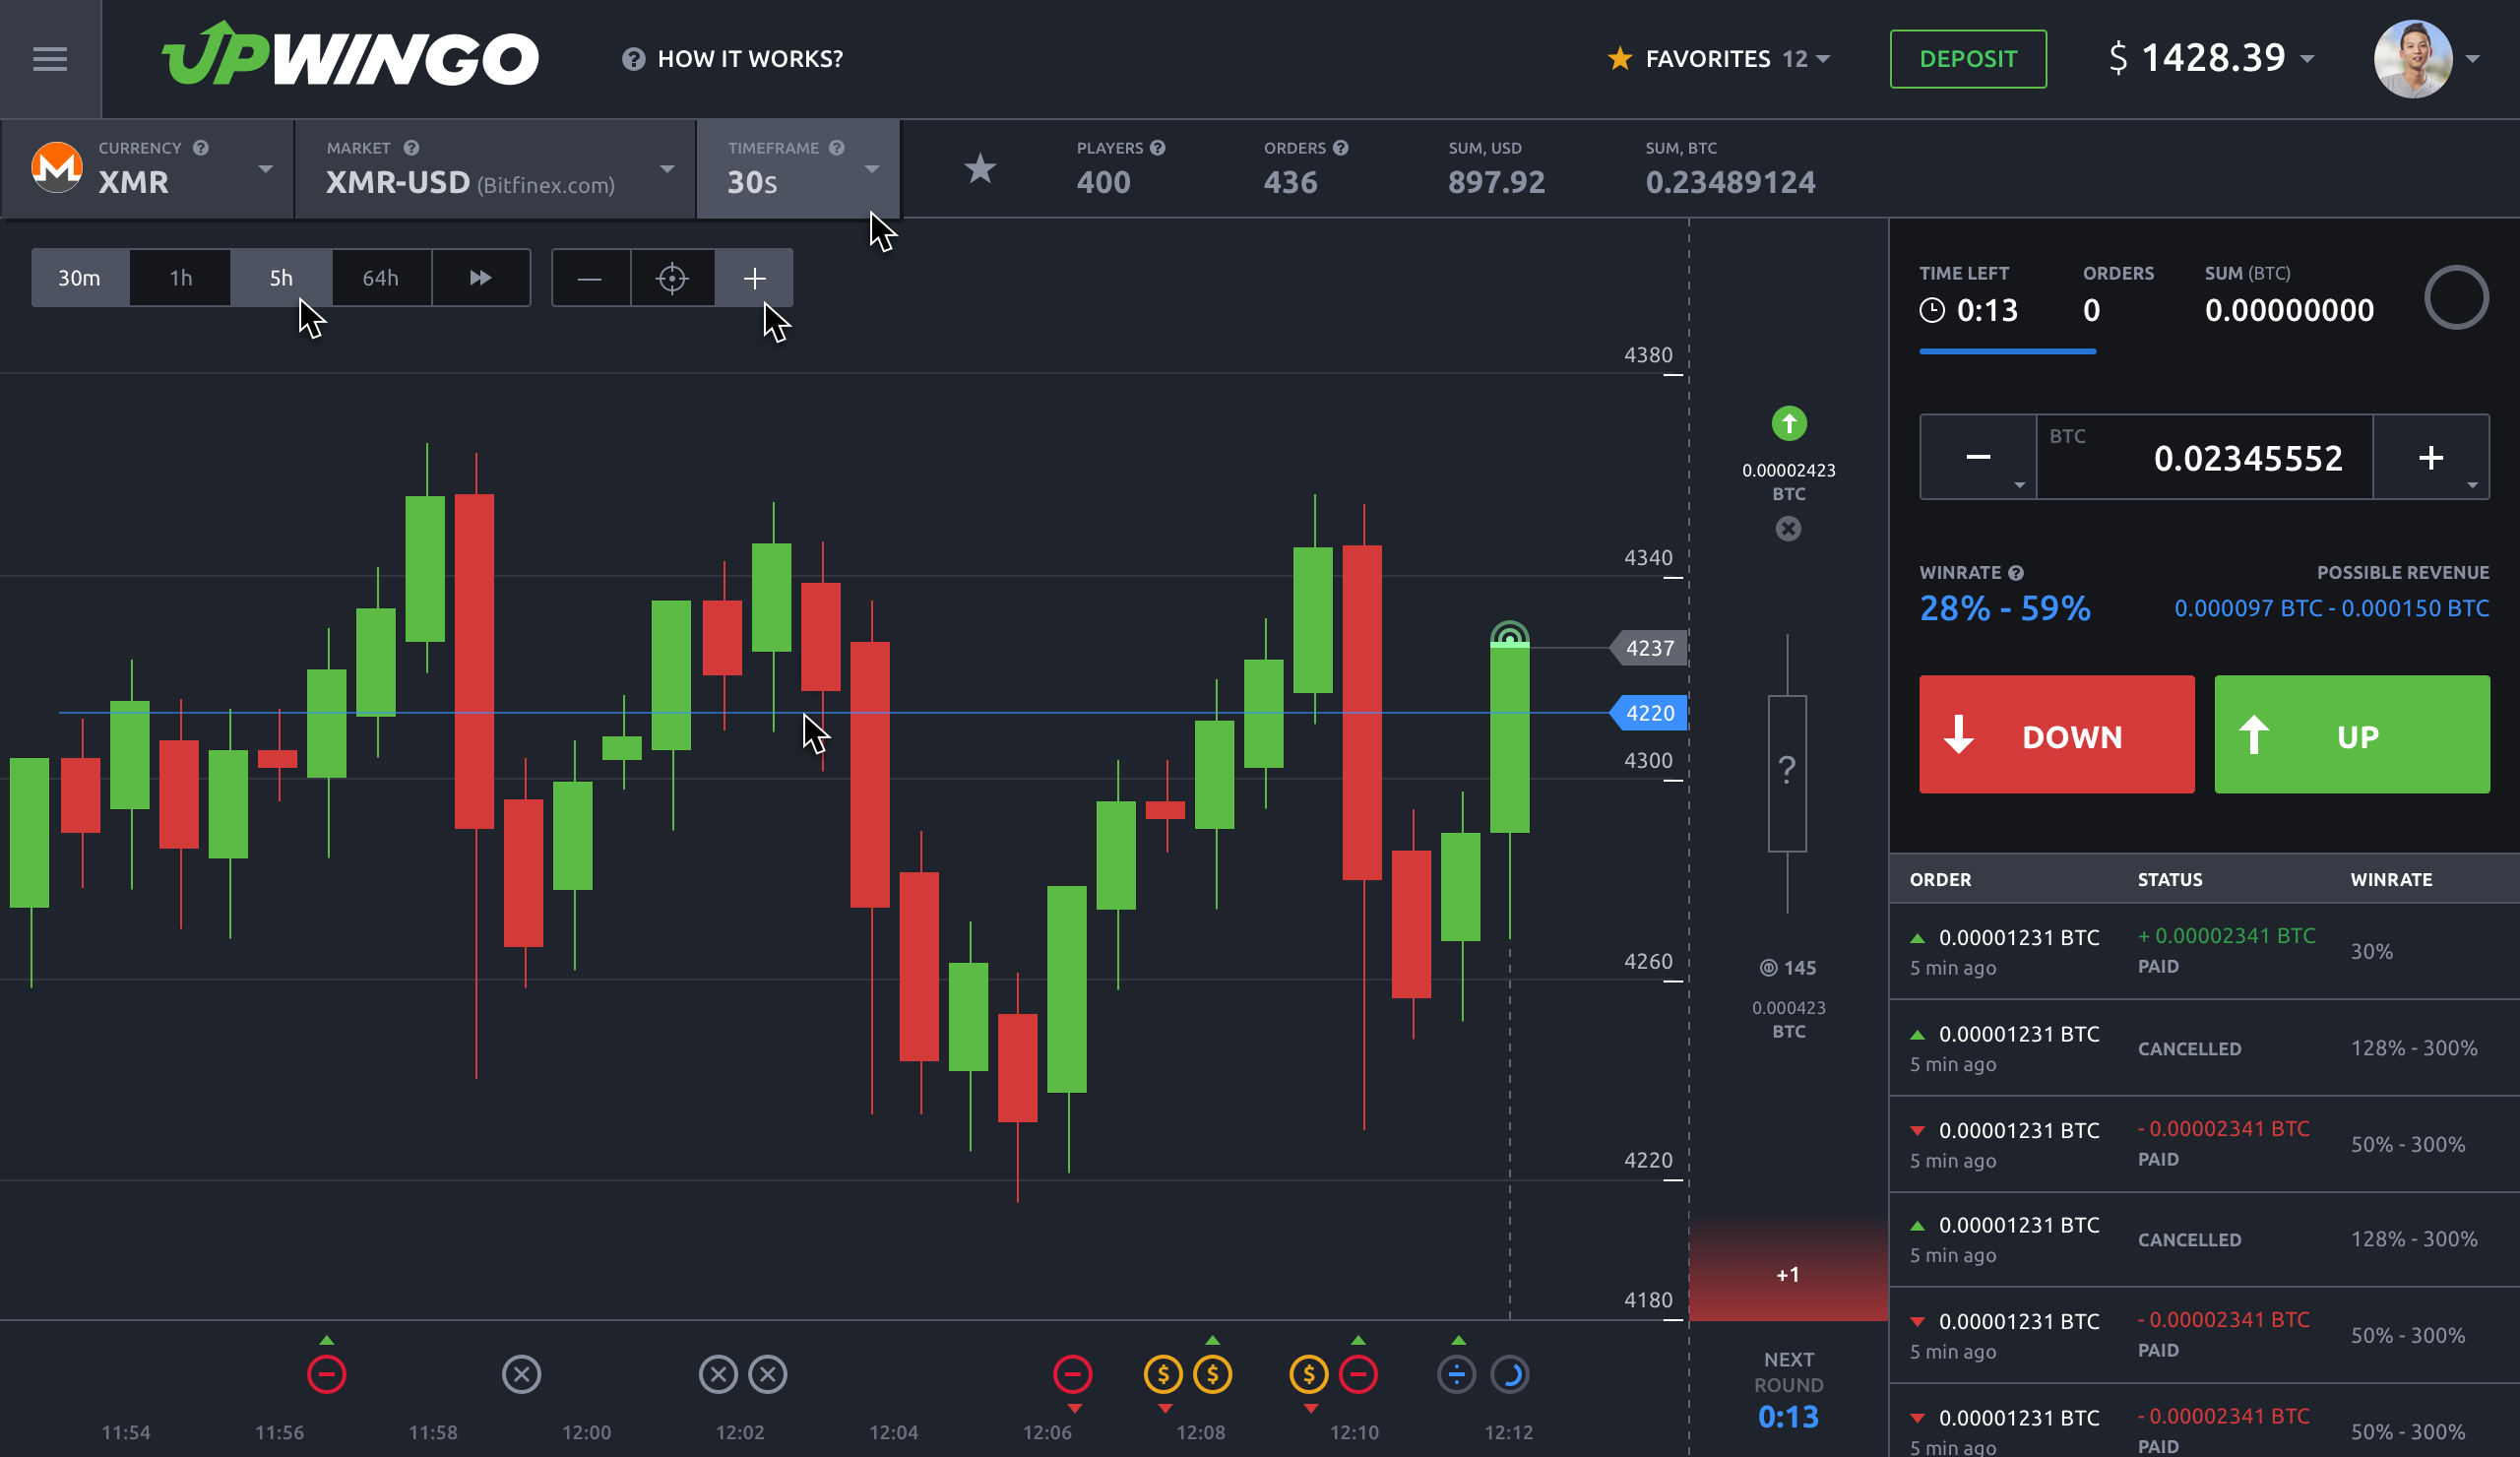 UPWINGO
HOW IT WORKS?
FAVORITES 12
DEPOSIT
$ 1428.39
CURRENCY
XMR
MARKET
XMR-USD (Bitfinex.com)
TIMEFRAME
30s
PLAYERS
400
ORDERS
436
SUM, USD
897.92
SUM, BTC
0.23489124
30m 1h 5h 64h
4380
4340
4237
4220
4300
4260
4220
4180
0.00002423
BTC
?
145
0.000423
BTC
+1
NEXT
ROUND
0:13
11:54 11:56 11:58 12:00 12:02 12:04 12:06 12:08 12:10 12:12
TIME LEFT
0:13
ORDERS
0
SUM (BTC)
0.00000000
BTC
0.02345552
WINRATE
28% - 59%
POSSIBLE REVENUE
0.000097 BTC - 0.000150 BTC
DOWN
UP
ORDER STATUS WINRATE
0.00001231 BTC + 0.00002341 BTC 30%
5 min ago PAID
0.00001231 BTC CANCELLED 128% - 300%
5 min ago
0.00001231 BTC - 0.00002341 BTC 50% - 300%
5 min ago PAID
0.00001231 BTC CANCELLED 128% - 300%
5 min ago
0.00001231 BTC - 0.00002341 BTC 50% - 300%
5 min ago PAID
0.00001231 BTC - 0.00002341 BTC 50% - 300%
5 min ago PAID